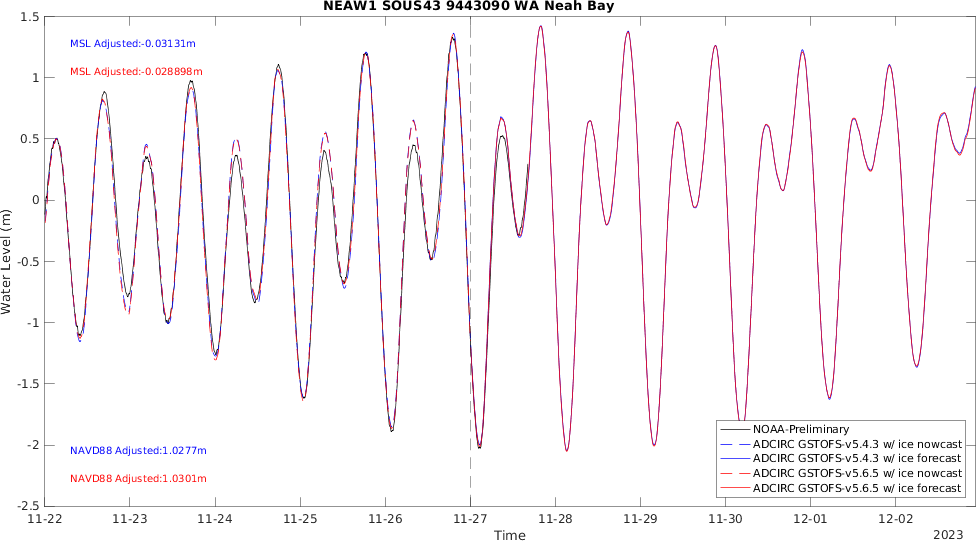 NEAW1 SOUS43 9443090 WA Neah Bay
MSL Adjusted:-0.03131m
MSL Adjusted:-0.028898m
NAVD88 Adjusted:1.0277m
NAVD88 Adjusted:1.0301m
Water Level (m)
1.5
1
0.5
0
-0.5
-1
-1.5
-2
-2.5
NOAA-Preliminary
ADCIRC GSTOFS-v5.4.3 w/ ice nowcast
ADCIRC GSTOFS-v5.4.3 w/ ice forecast
ADCIRC GSTOFS-v5.6.5 w/ ice nowcast
ADCIRC GSTOFS-v5.6.5 w/ ice forecast
11-22 11-23 11-24 11-25 11-26 11-27 11-28 11-29 11-30 12-01 12-02
Time
2023